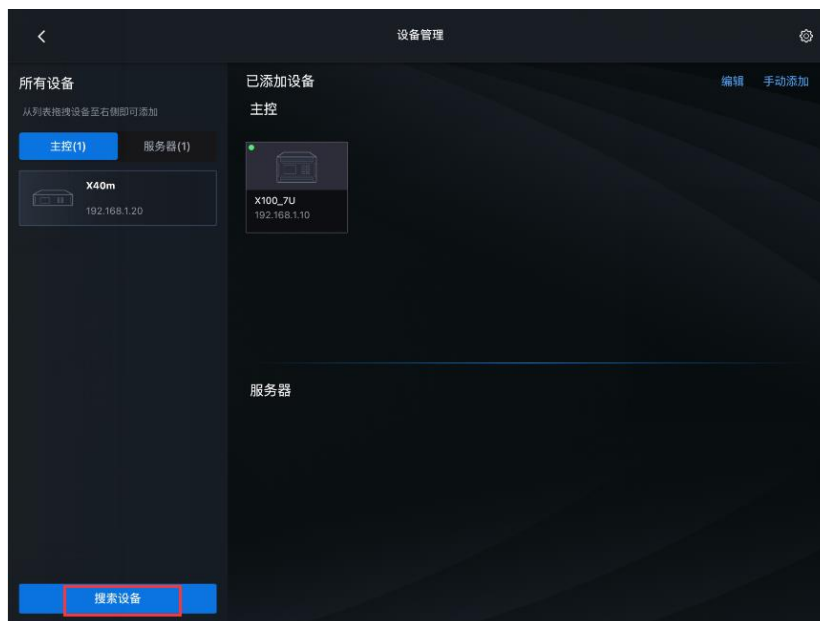 设备管理
所有设备
从列表拖拽设备至右侧即可添加
主控(1)
服务器(1)
X40m
192.168.1.20
搜索设备
已添加设备
编辑
手动添加
主控
X100_7U
192.168.1.10
服务器